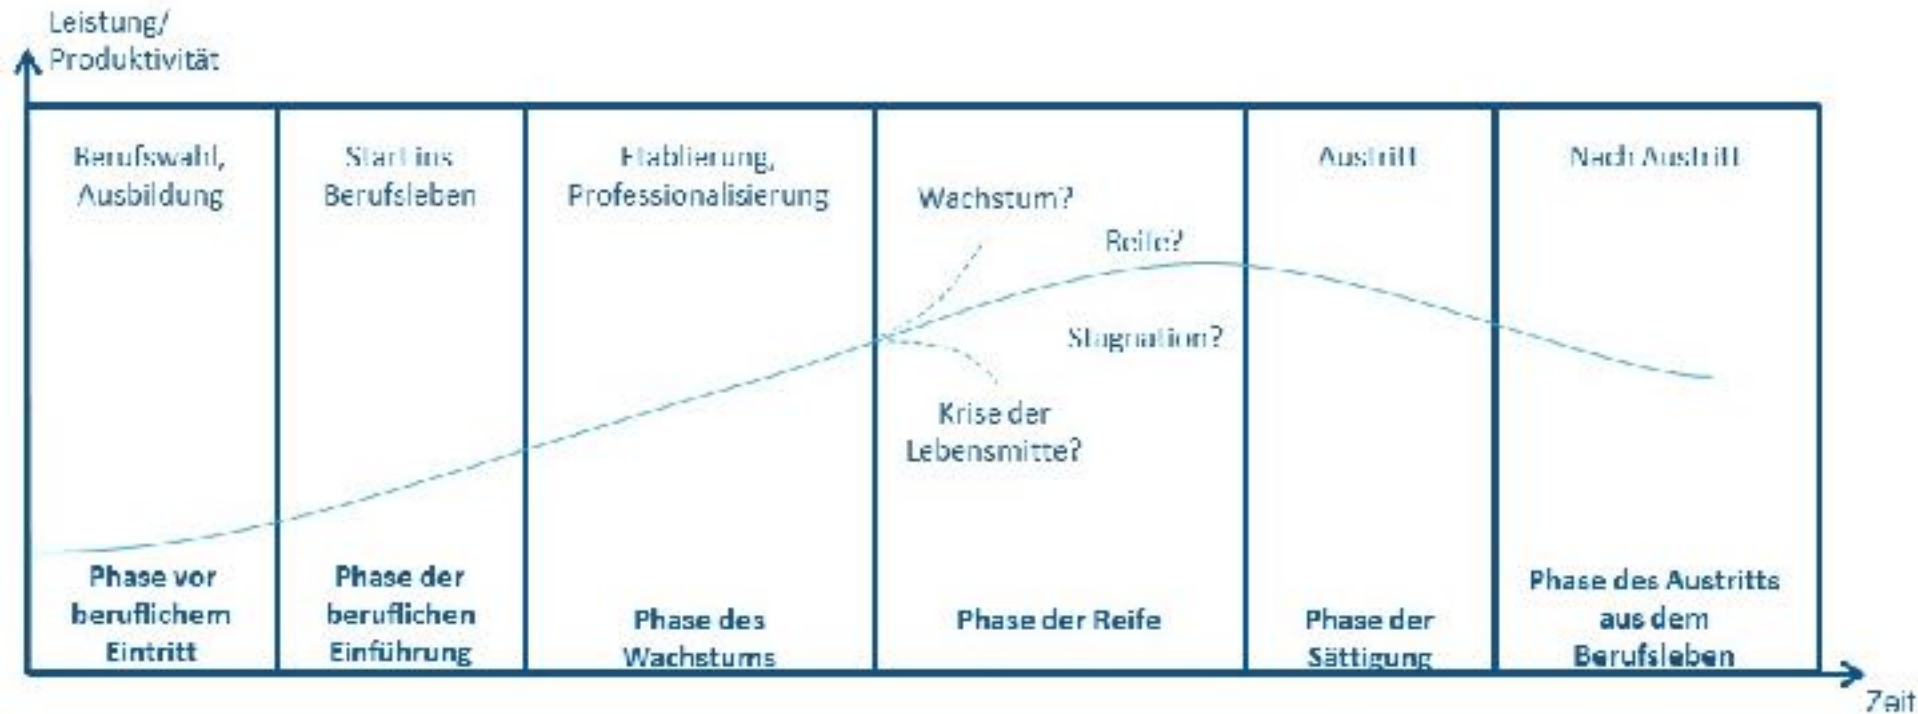 Leistung/
Produktivität
Berufswahl,
Ausbildung
Start ins
Berufsleben
Etablierung,
Professionalisierung
Wachstum?
Reife?
Stagnation?
Krise der
Lebensmitte?
Austritt
Nach Austritt
Phase vor
beruflichem
Eintritt
Phase der
beruflichen
Einführung
Phase des
Wachstums
Phase der Reife
Phase der
Sättigung
Phase des Austritts
aus dem
Berufsleben
Zeit